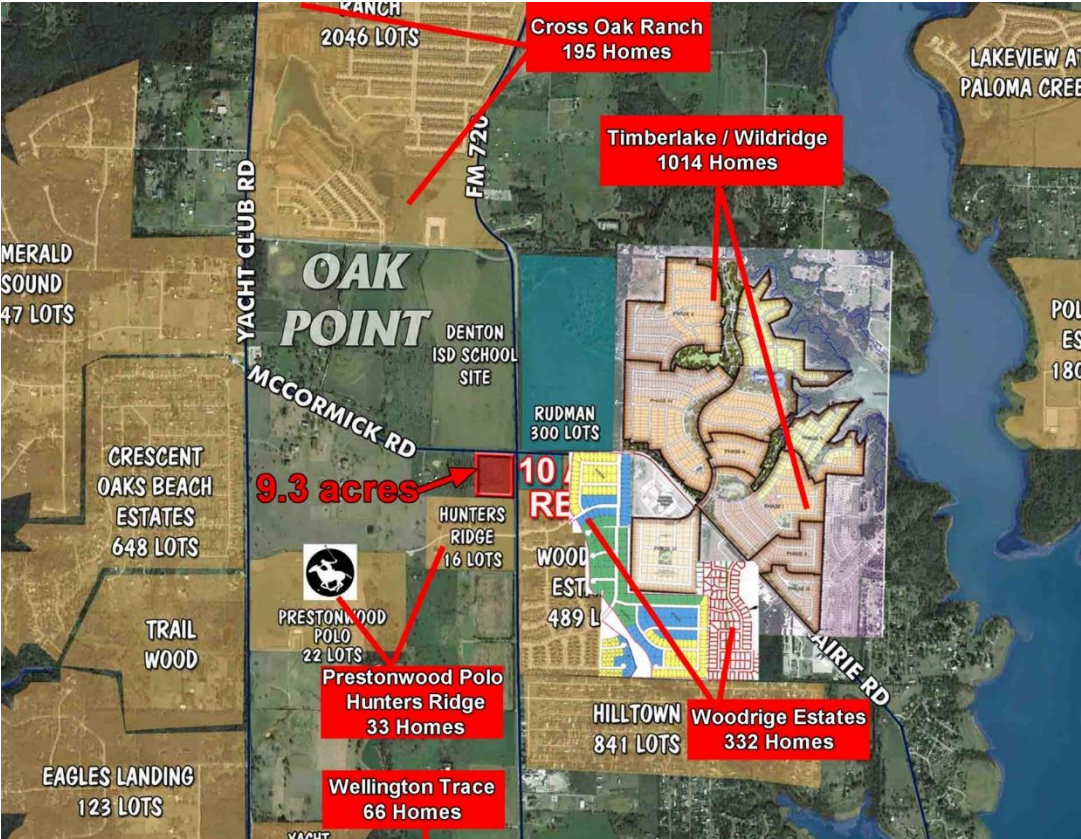 RANCH
2046 LOTS
Cross Oak Ranch
195 Homes
LAKEVIEW AT
PALOMA CREE
FM 720
Timberlake / Wildridge
1014 Homes
YACHT CLUB RD
MERALD
SOUND
47 LOTS
OAK
POINT
DENTON
ISD SCHOOL
SITE
PHASE V
POL
ES
180
MCCORMICK RD
PHASE IV
RUDMAN
300 LOTS
CRESCENT
OAKS BEACH
ESTATES
648 LOTS
9.3 acres
10
RE
HUNTERS
RIDGE
16 LOTS
WOOD
EST
489 L
PRESTONWOOD
POLO
22 LOTS
TRAIL
WOOD
Prestonwood Polo
Hunters Ridge
33 Homes
AIRIE RD
HILLTOWN
841 LOTS
Woodrige Estates
332 Homes
EAGLES LANDING
123 LOTS
Wellington Trace
66 Homes
YACHT